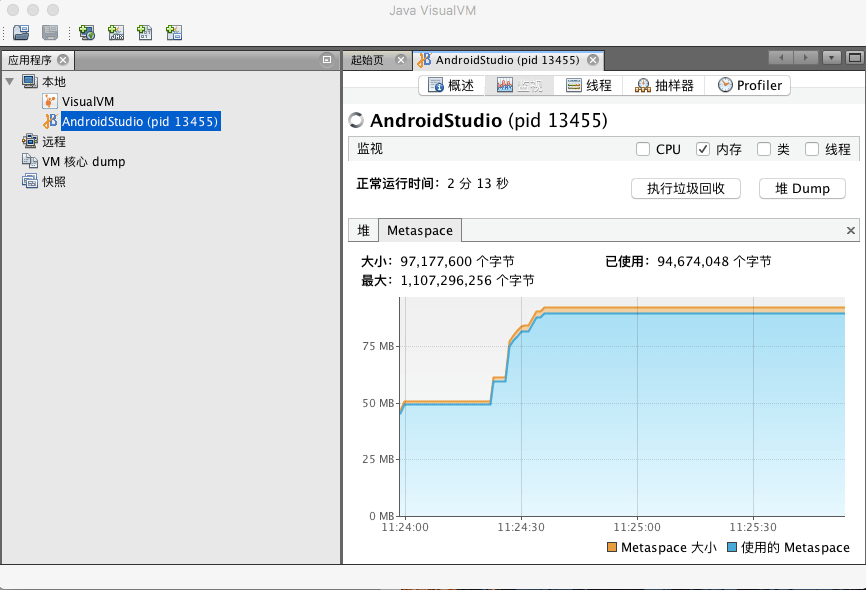 Java VisualVM
应用程序
本地
VisualVM
AndroidStudio (pid 13455)
远程
VM 核心 dump
快照
起始页
AndroidStudio (pid 13455)
概述
监视
线程
抽样器
Profiler
AndroidStudio (pid 13455)
监视
CPU
内存
类
线程
正常运行时间: 2 分 13 秒
执行垃圾回收
堆 Dump
堆
Metaspace
大小: 97,177,600 个字节
已使用: 94,674,048 个字节
最大: 1,107,296,256 个字节
75 MB
50 MB
25 MB
0 MB
11:24:00
11:24:30
11:25:00
11:25:30
Metaspace 大小
使用的 Metaspace